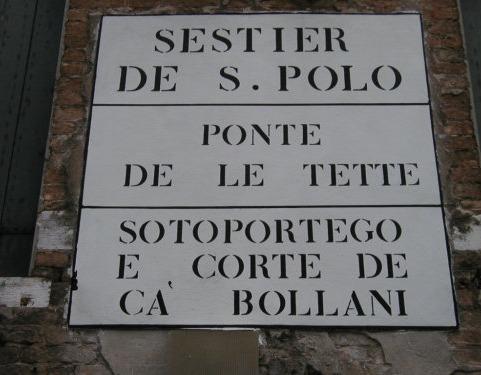 SESTIER
DE S. POLO
PONTE
DE LE TETTE
SOTOPORTEGO
E CORTE DE
CA' BOLLANI